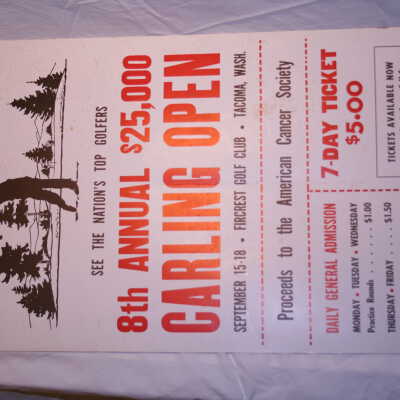 SEE THE NATION'S TOP GOLFERS
8th ANNUAL $25,000
CARLING OPEN
SEPTEMBER 15-18 • FIRCREST GOLF CLUB • TACOMA, WASH.
Proceeds to the American Cancer Society
DAILY GENERAL ADMISSION
MONDAY • TUESDAY • WEDNESDAY
Practice Rounds . . . . . . $1.00
THURSDAY • FRIDAY . . . $1.50
7-DAY TICKET
$5.00
TICKETS AVAILABLE NOW